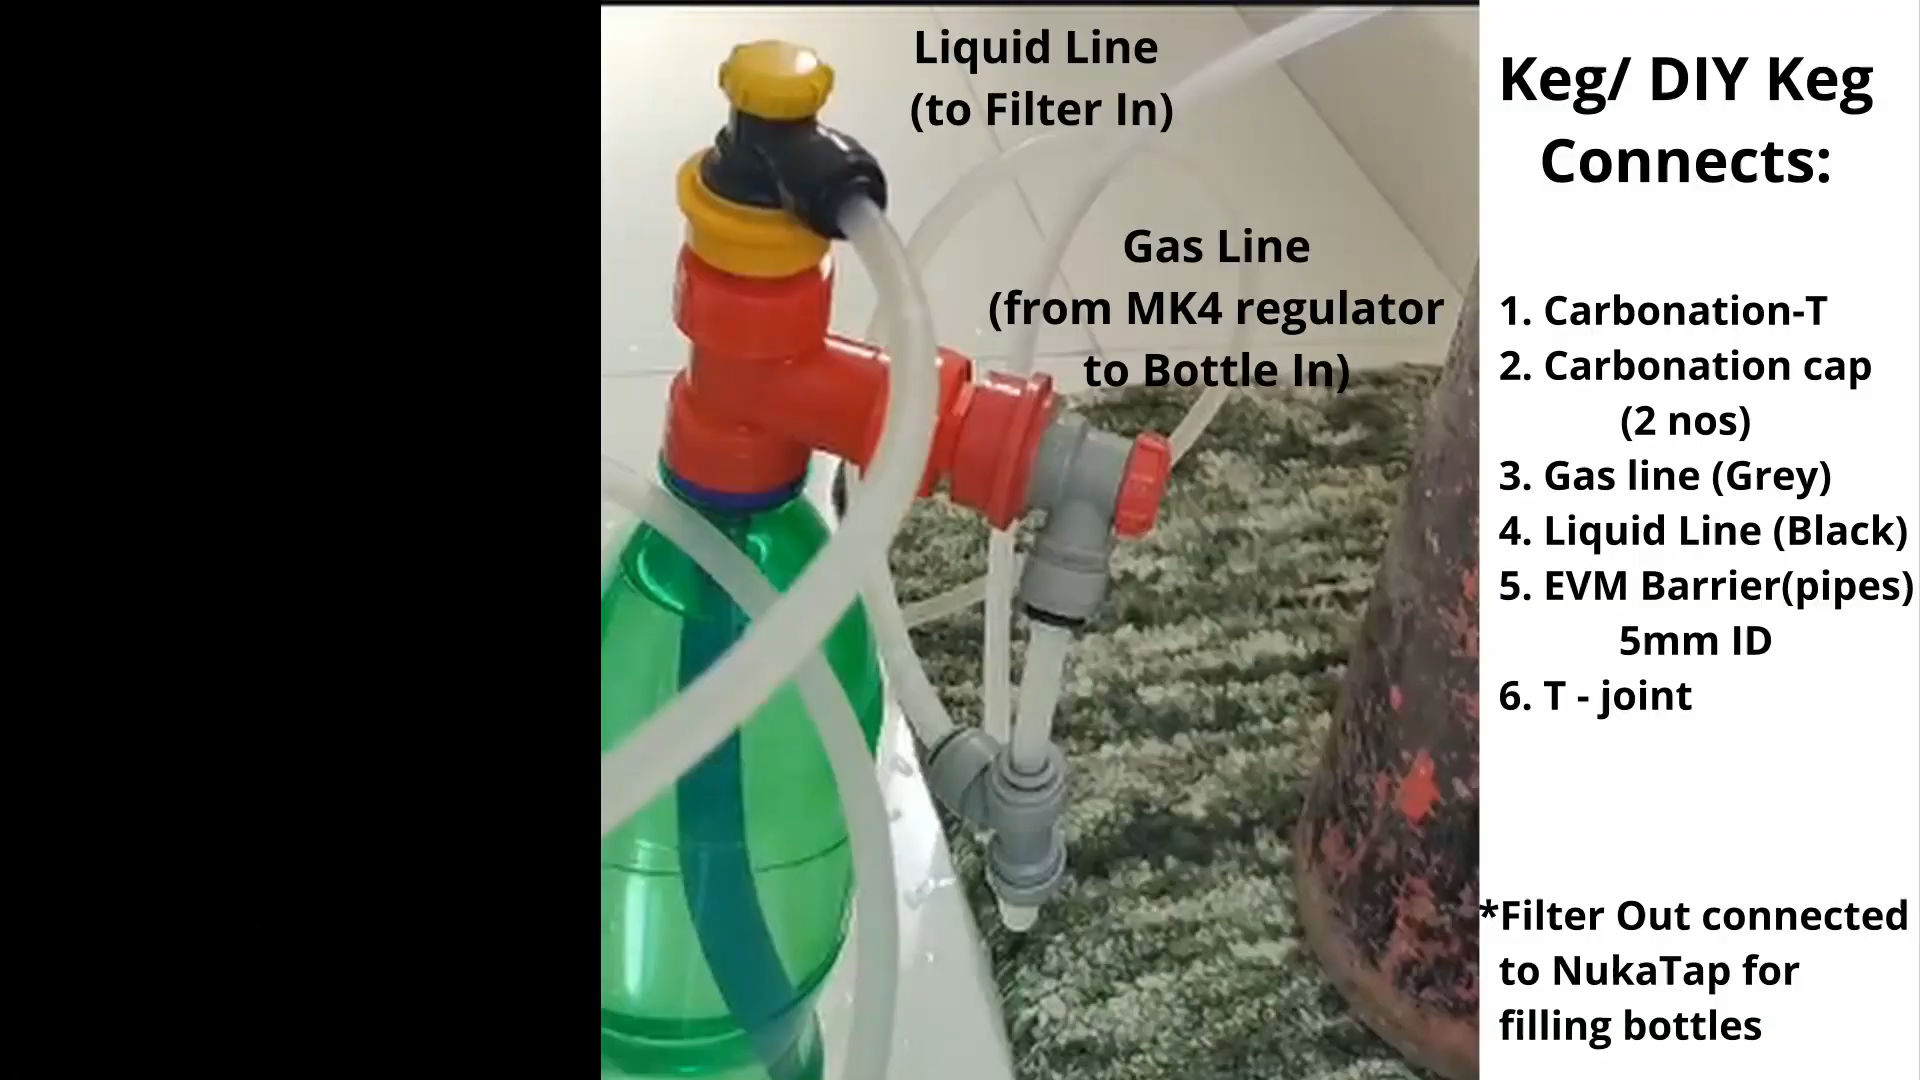 Liquid Line
(to Filter In)
Gas Line
(from MK4 regulator
to Bottle In)
Keg/ DIY Keg
Connects:
1. Carbonation-T
2. Carbonation cap
(2 nos)
3. Gas line (Grey)
4. Liquid Line (Black)
5. EVM Barrier(pipes)
5mm ID
6. T - joint
*Filter Out connected
to NukaTap for
filling bottles